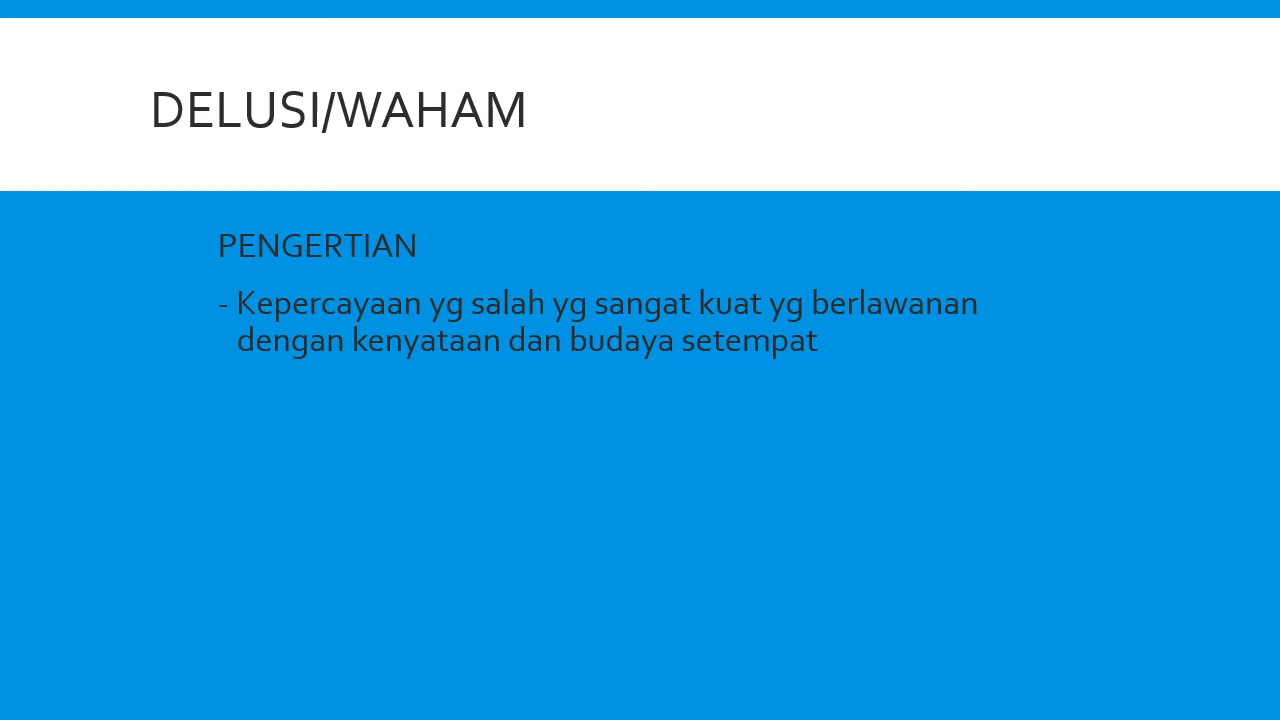 DELUSI/WAHAM
PENGERTIAN
- Kepercayaan yg salah yg sangat kuat yg berlawanan
dengan kenyataan dan budaya setempat